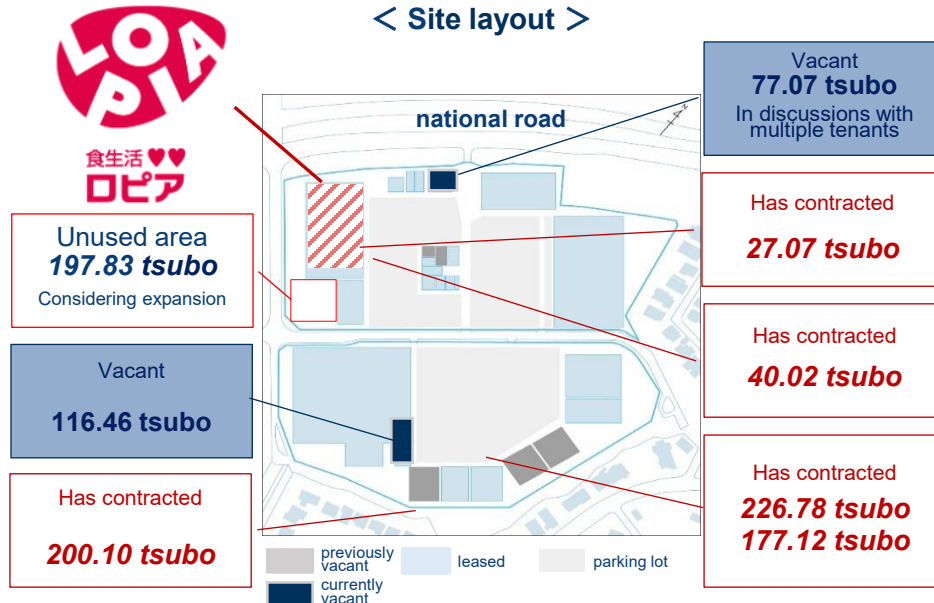 < Site layout >
LOPIA
食生活♥♥
ロピア
national road
Vacant
77.07 tsubo
In discussions with
multiple tenants
Has contracted
27.07 tsubo
Unused area
197.83 tsubo
Considering expansion
Has contracted
40.02 tsubo
Vacant
116.46 tsubo
Has contracted
226.78 tsubo
177.12 tsubo
Has contracted
200.10 tsubo
previously
vacant
leased
parking lot
currently
vacant